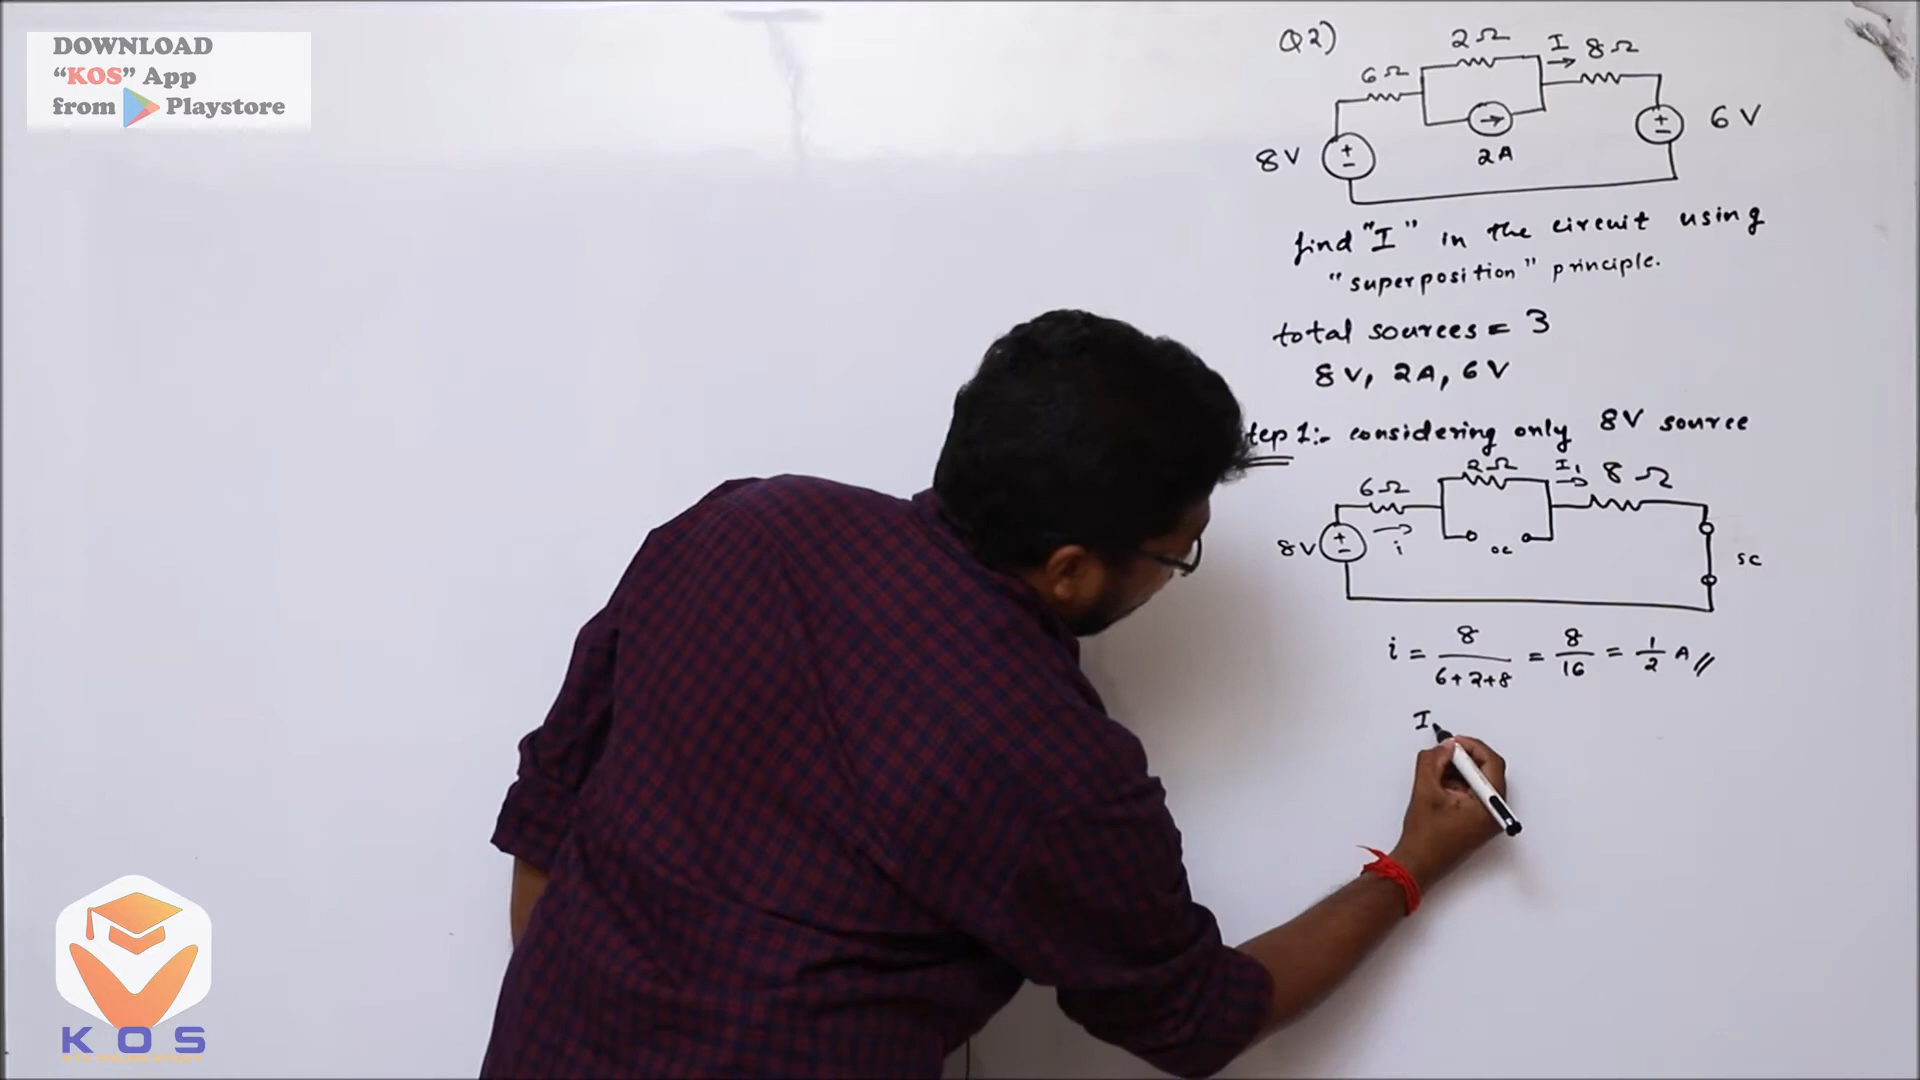 DOWNLOAD
"KOS" App
from Playstore
Q2)
2Ω
I
8Ω
6Ω
8V
+
-
2A
+
-
6V
find "I" in the circuit using
"superposition" principle.
total sources = 3
8V, 2A, 6V
tep 1:- considering only 8V source
2Ω
I1
8Ω
6Ω
8V
+
-
i
oc
sc
i = 8/(6+2+8) = 8/16 = 1/2 A //
I
KOS